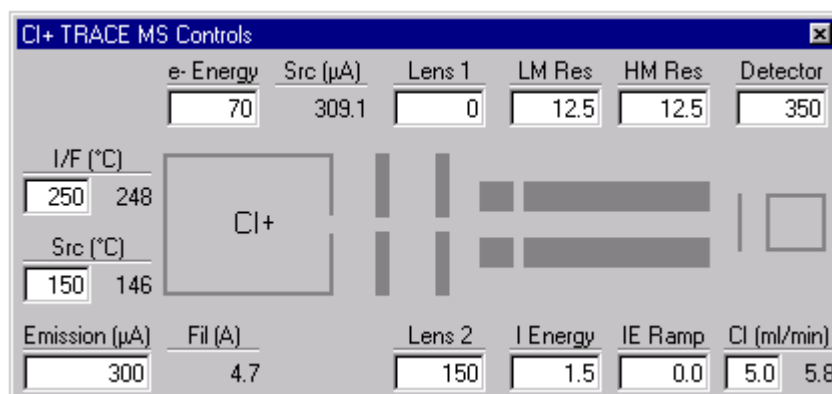 CI+ TRACE MS Controls
e- Energy Src (µA) Lens 1 LM Res HM Res Detector
70 309.1 0 12.5 12.5 350
I/F (°C)
250 248
CI+
Src (°C)
150 146
Emission (µA) Fil (A) Lens 2 I Energy IE Ramp CI (ml/min)
300 4.7 150 1.5 0.0 5.0 5.8